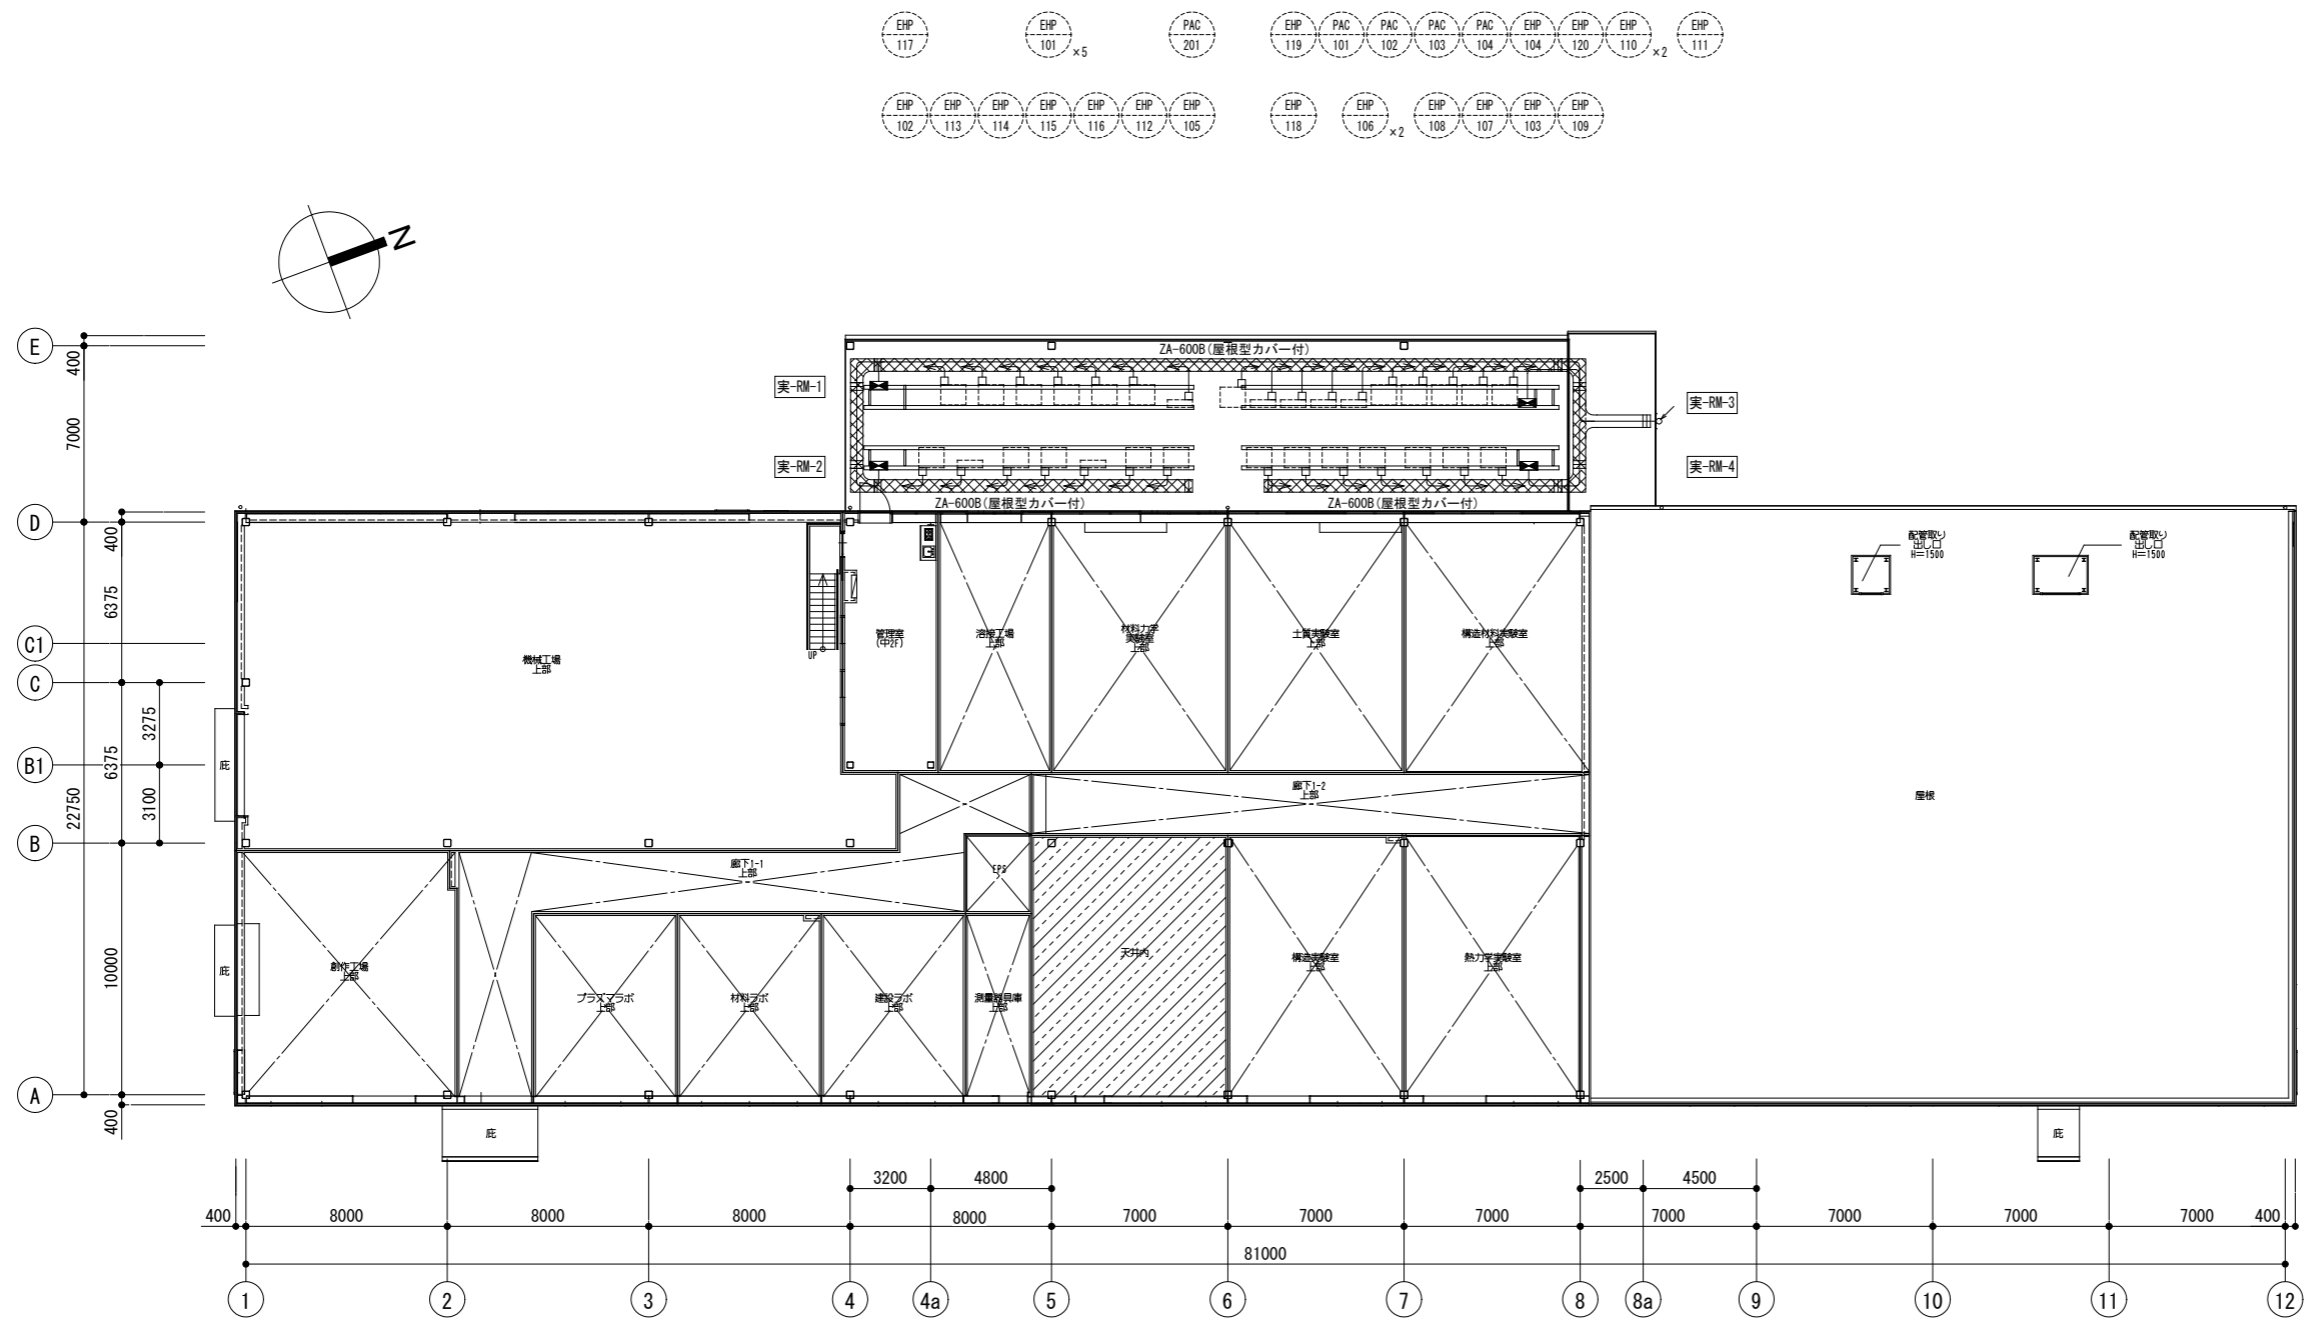 EHP 117
EHP 101 ×5
PAC 201
EHP 119
PAC 101
PAC 102
PAC 103
PAC 104
EHP 104
EHP 120
EHP 110 ×2
EHP 111
EHP 102
EHP 113
EHP 114
EHP 115
EHP 116
EHP 112
EHP 105
EHP 118
EHP 106 ×2
EHP 108
EHP 107
EHP 103
EHP 109
N
E
D
C1
C
B1
B
A
400
7000
22750
400
6375
6375
10000
400
3275
3100
ZA-600B(屋根型カバー付)
実-RM-1
実-RM-2
実-RM-3
実-RM-4
ZA-600B(屋根型カバー付)
ZA-600B(屋根型カバー付)
配管取り
出し口
H=1500
配管取り
出し口
H=1500
機械工場
上部
UP
管理室
(中2F)
溶接工場
上部
材料力学
実験室
上部
土質実験室
上部
構造材料実験室
上部
庇
廊下1-2
上部
屋根
廊下1-1
上部
EPS
庇
創作工場
上部
プラズマラボ
上部
材料ラボ
上部
建設ラボ
上部
測量器具庫
上部
天井内
構造実験室
上部
熱力学実験室
上部
庇
庇
3200
4800
2500
4500
400
8000
8000
8000
8000
7000
7000
7000
7000
7000
7000
7000
400
81000
1
2
3
4
4a
5
6
7
8
8a
9
10
11
12